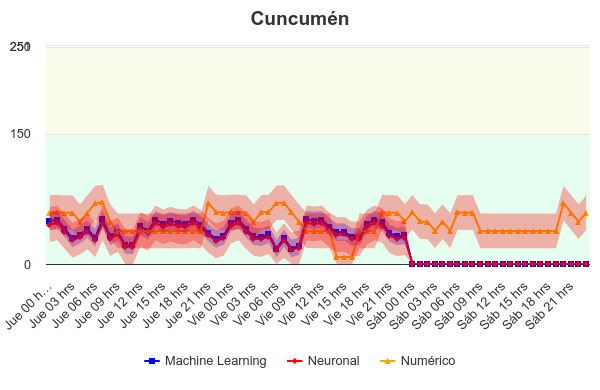 Cuncumén
150
0
Jue 00 h…
Jue 03 hrs
Jue 06 hrs
Jue 09 hrs
Jue 12 hrs
Jue 15 hrs
Jue 18 hrs
Jue 21 hrs
Vie 00 hrs
Vie 03 hrs
Vie 06 hrs
Vie 09 hrs
Vie 12 hrs
Vie 15 hrs
Vie 18 hrs
Vie 21 hrs
Sáb 00 hrs
Sáb 03 hrs
Sáb 06 hrs
Sáb 09 hrs
Sáb 12 hrs
Sáb 15 hrs
Sáb 18 hrs
Sáb 21 hrs
Machine Learning Neuronal Numérico